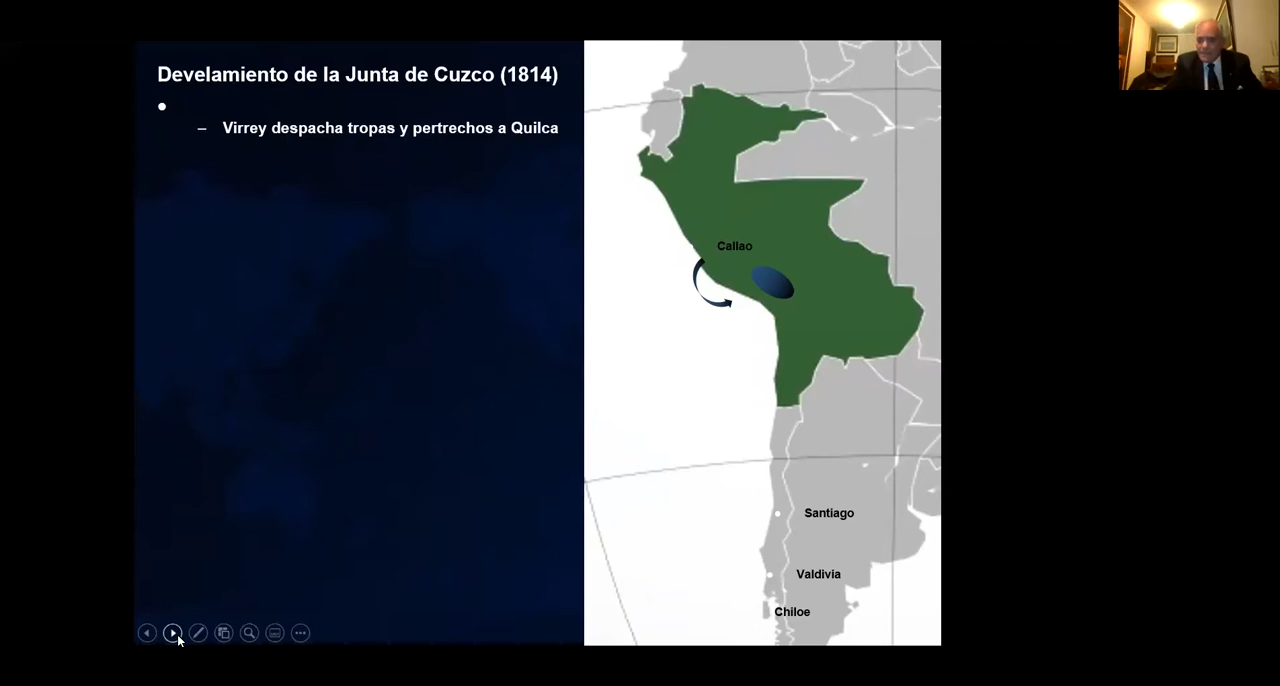 Develamiento de la Junta de Cuzco (1814)
– Virrey despacha tropas y pertrechos a Quilca
Callao
Santiago
Valdivia
Chiloe